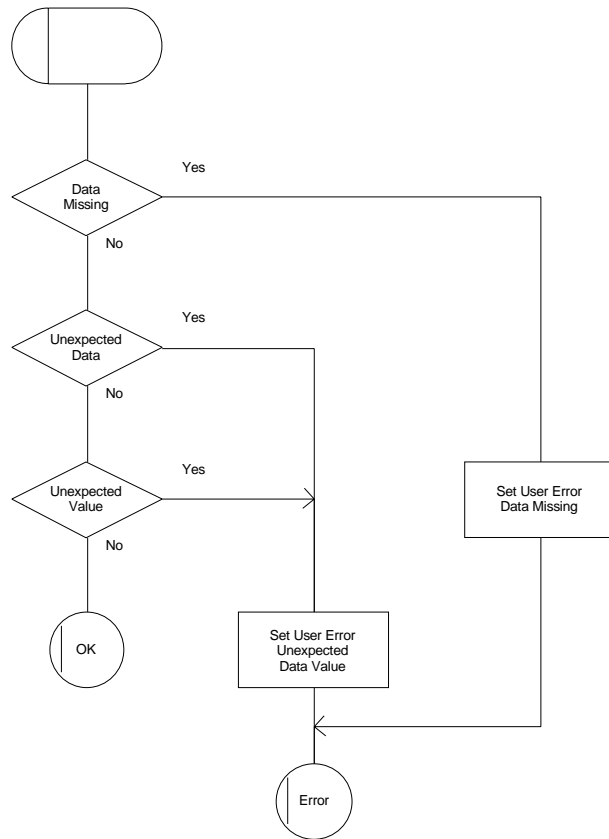 Yes
Data
Missing
No
Yes
Unexpected
Data
No
Yes
Unexpected
Value
No
Set User Error
Data Missing
OK
Set User Error
Unexpected
Data Value
Error